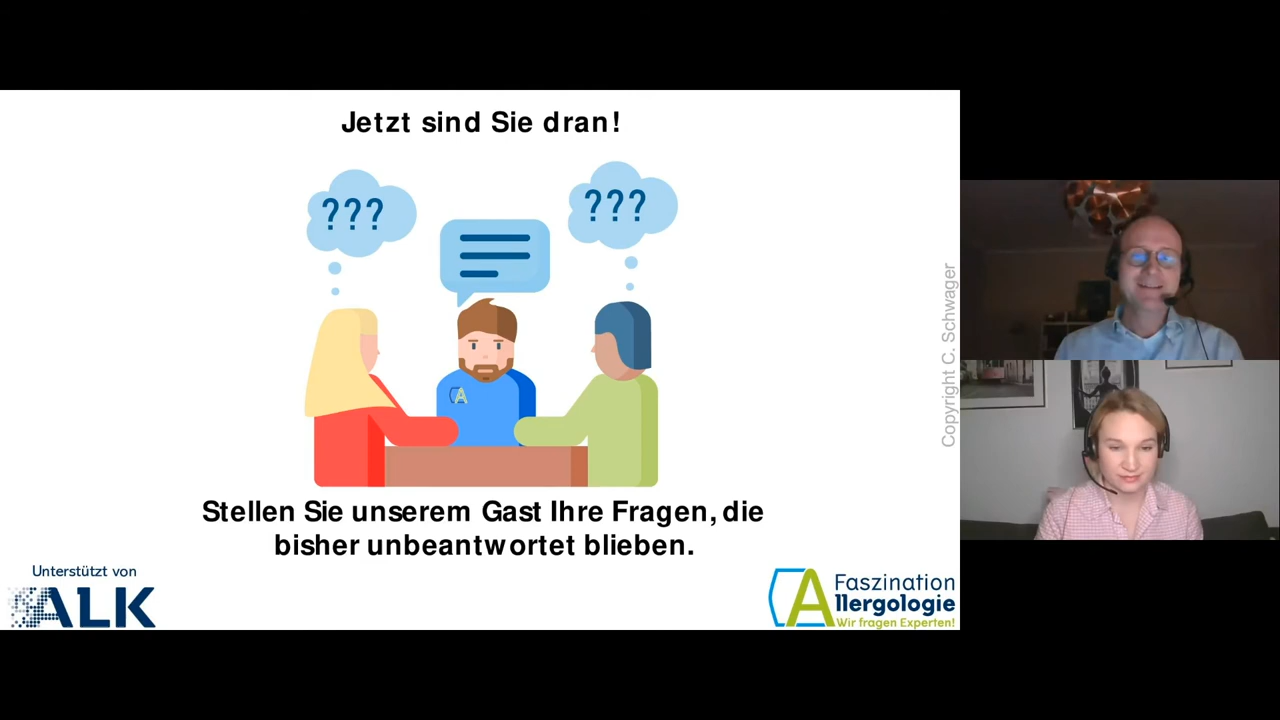 Jetzt sind Sie dran!
???
???
A
Copyright C. Schwager
Stellen Sie unserem Gast Ihre Fragen, die
bisher unbeantwortet blieben.
Unterstützt von
ALK
Faszination
Allergologie
Wir fragen Experten!